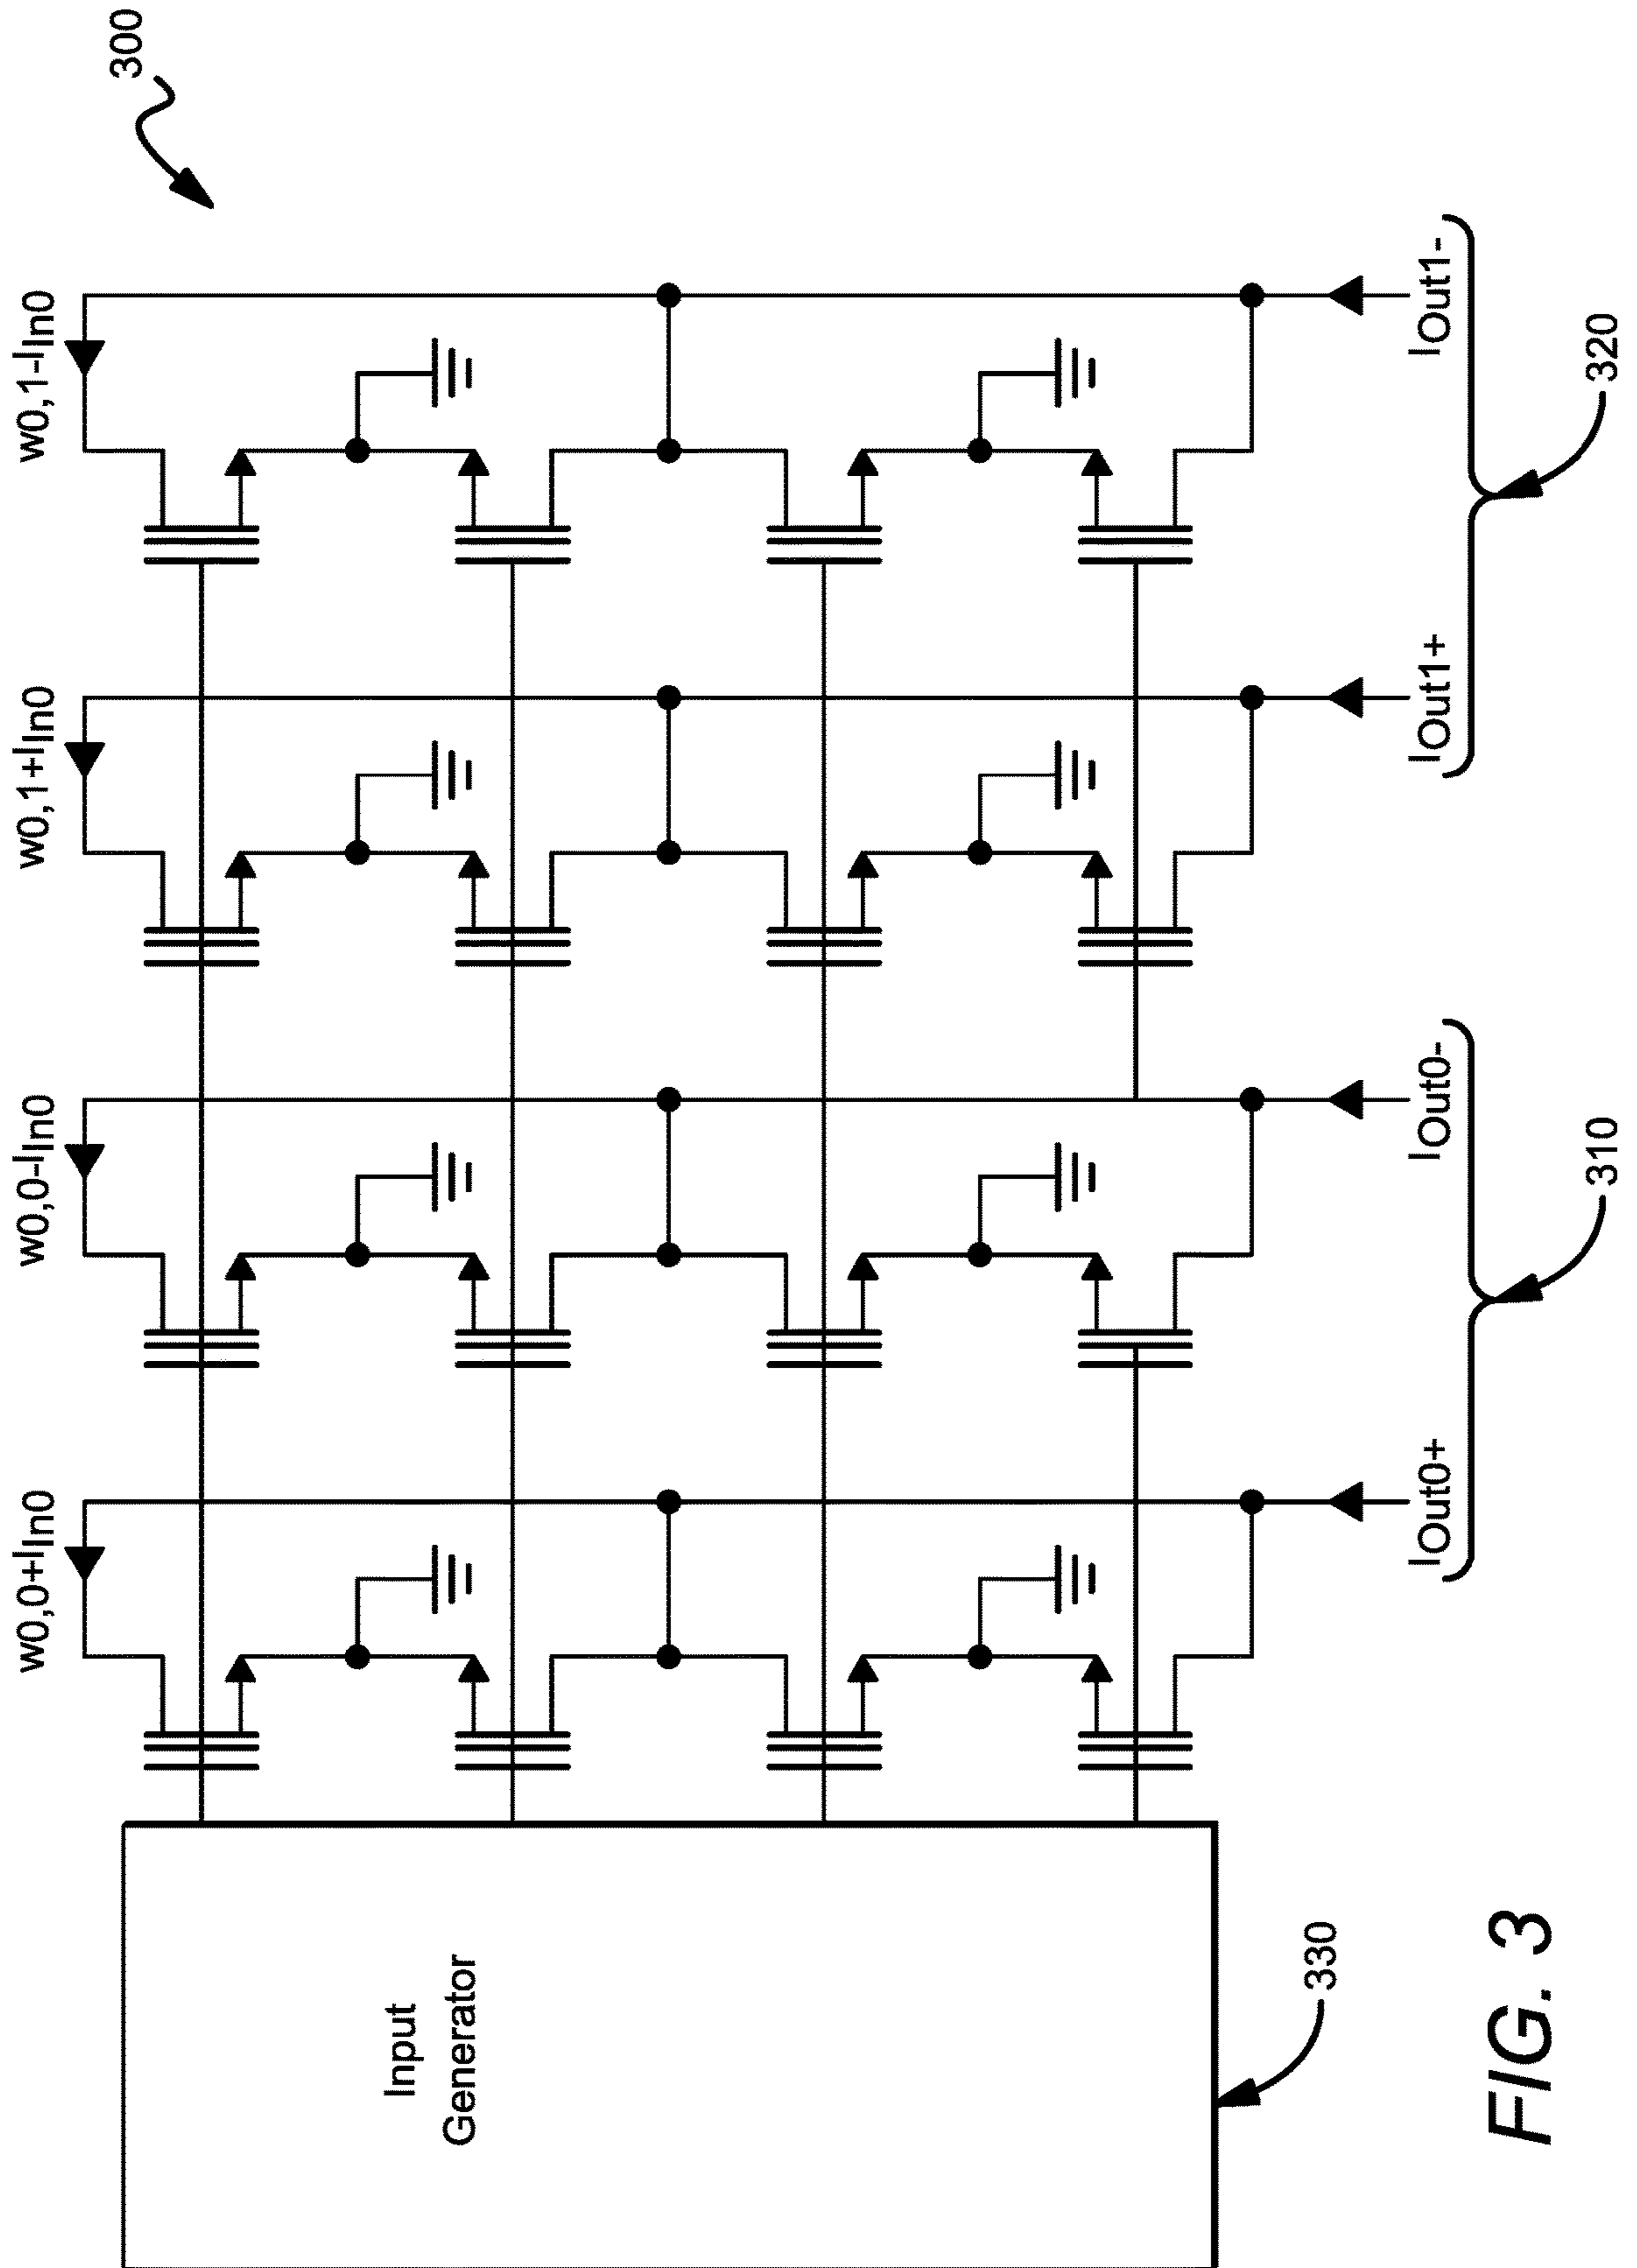 300
w0,0+IIn0
w0,0-IIn0
w0,1+IIn0
w0,1-IIn0
Input
Generator
IOut0+
IOut0-
IOut1+
IOut1-
330
310
320
FIG. 3